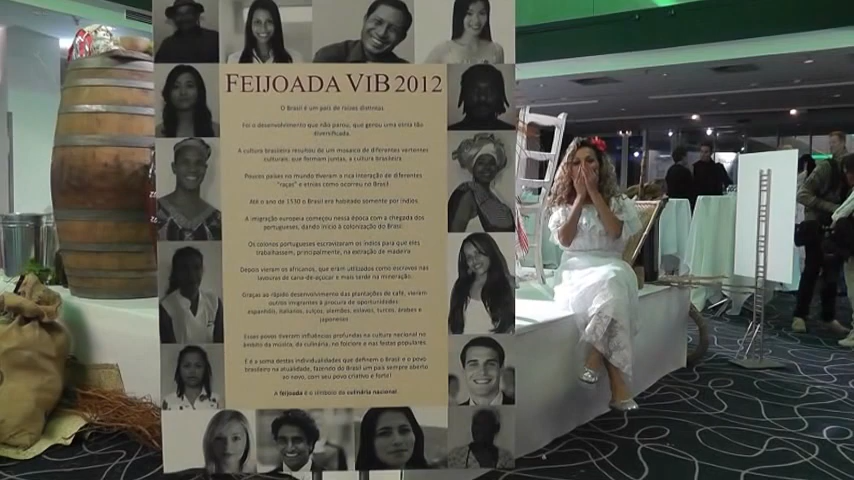 FEIJOADA VIB 2012
O Brasil é um país de raízes distintas.
Foi o desenvolvimento que não parou, que gerou uma etnia tão
diversificada.
A cultura brasileira resultou de um mosaico de diferentes vertentes
culturais, que formam juntas, a cultura brasileira.
Poucos países no mundo tiveram a rica interação de diferentes
"raças" e etnias como ocorreu no Brasil.
Até o ano de 1530 o Brasil era habitado somente por índios.
A imigração europeia começou nessa época com a chegada dos
portugueses, dando início à colonização do Brasil.
Os colonos portugueses escravizaram os índios para que eles
trabalhassem, principalmente, na extração de madeira.
Depois vieram os africanos, que eram utilizados como escravos nas
lavouras de cana-de-açúcar e mais tarde na mineração.
Graças ao rápido desenvolvimento das plantações de café, vieram
outros imigrantes à procura de oportunidades:
espanhóis, italianos, suíços, alemães, eslavos, turcos, árabes e
japoneses.
Esses povos tiveram influências profundas na cultura nacional no
âmbito da música, da culinária, no folclore e nas festas populares.
E é a soma destas individualidades que definem o Brasil e o povo
brasileiro na atualidade, fazendo do Brasil um país sempre aberto
ao novo, com seu povo criativo e forte!
A feijoada é o símbolo da culinária nacional.